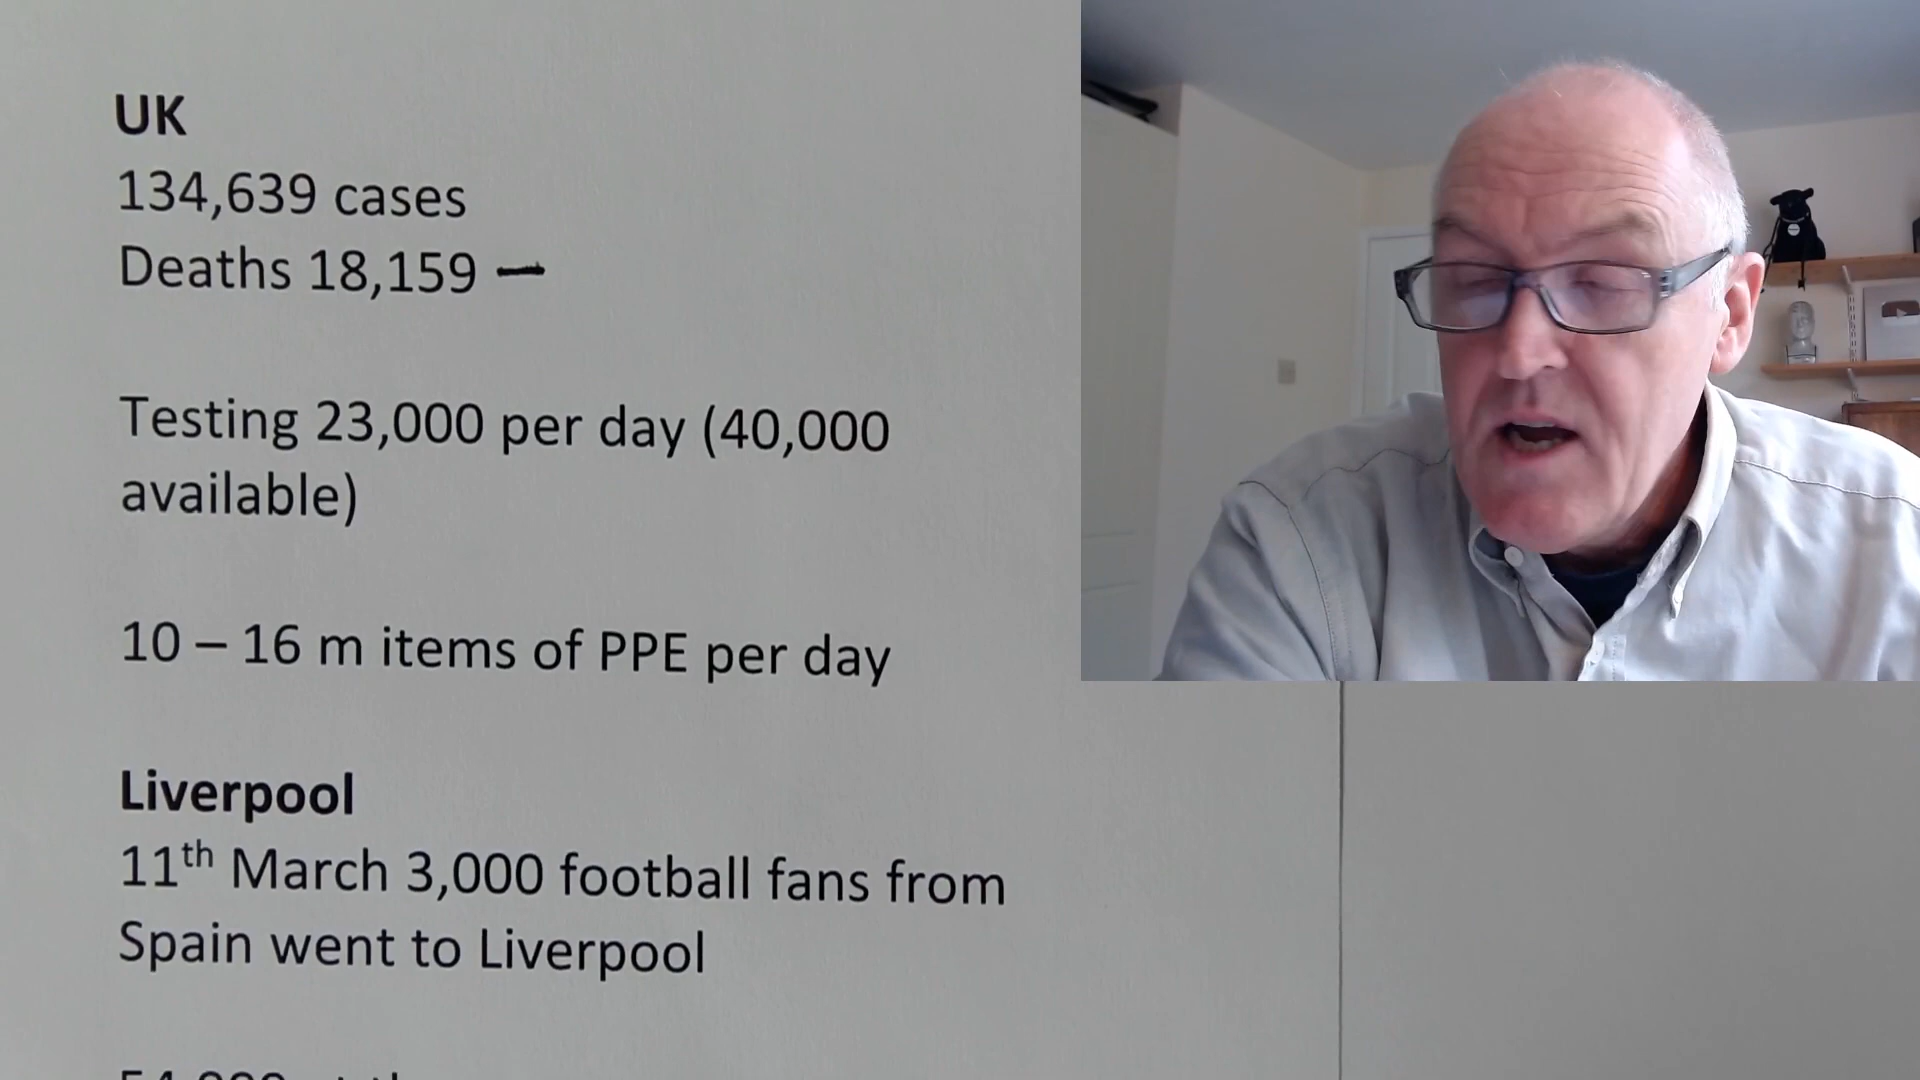 UK
134,639 cases
Deaths 18,159 —
Testing 23,000 per day (40,000
available)
10 – 16 m items of PPE per day
Liverpool
11th March 3,000 football fans from
Spain went to Liverpool